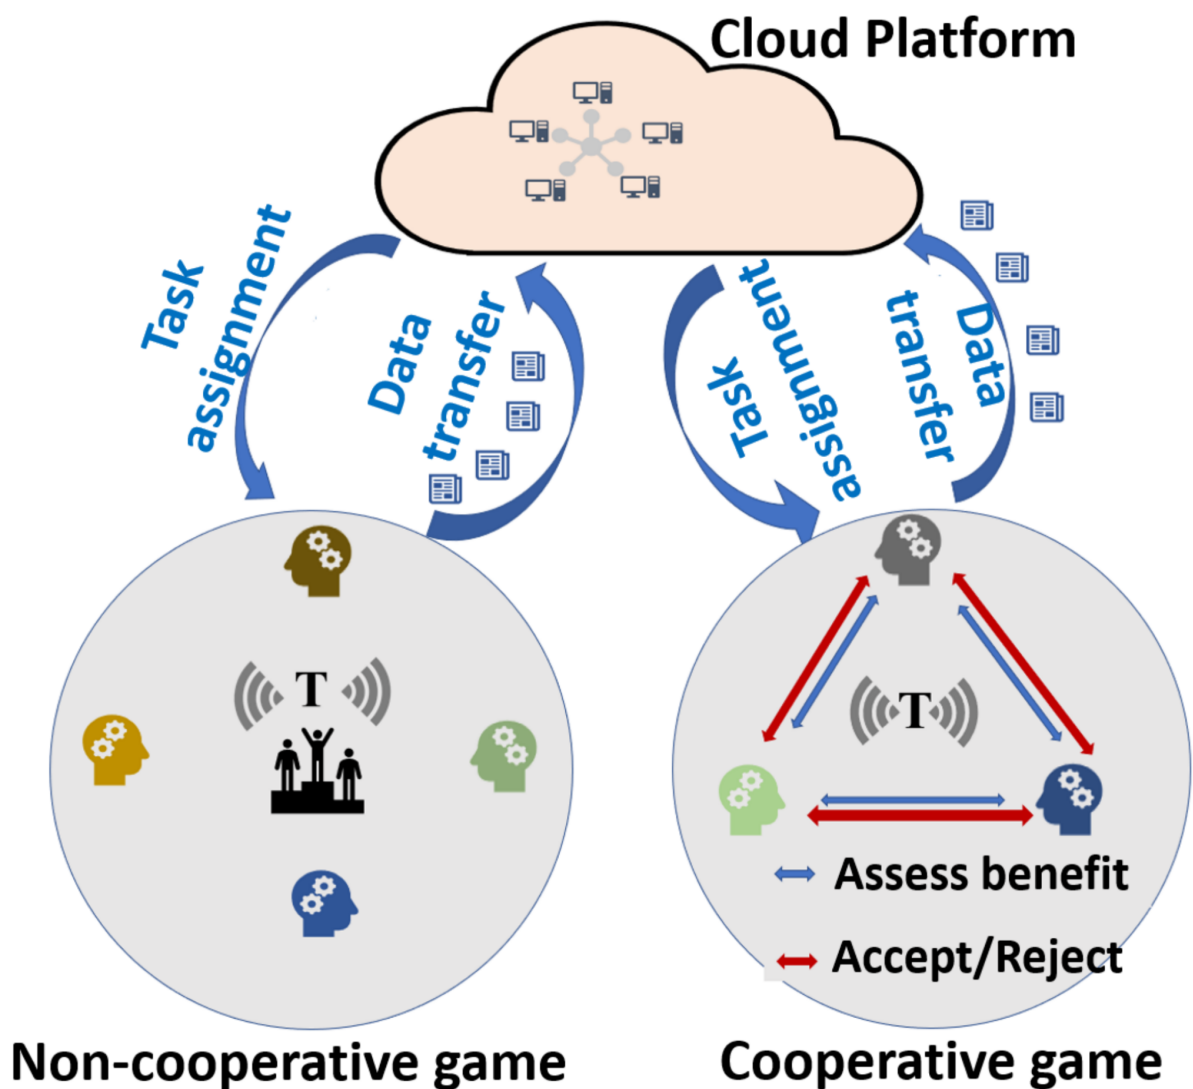 Cloud Platform
Task
assignment
Data
transfer
Task
assignment
Data
transfer
T
T
Assess benefit
Accept/Reject
Non-cooperative game
Cooperative game